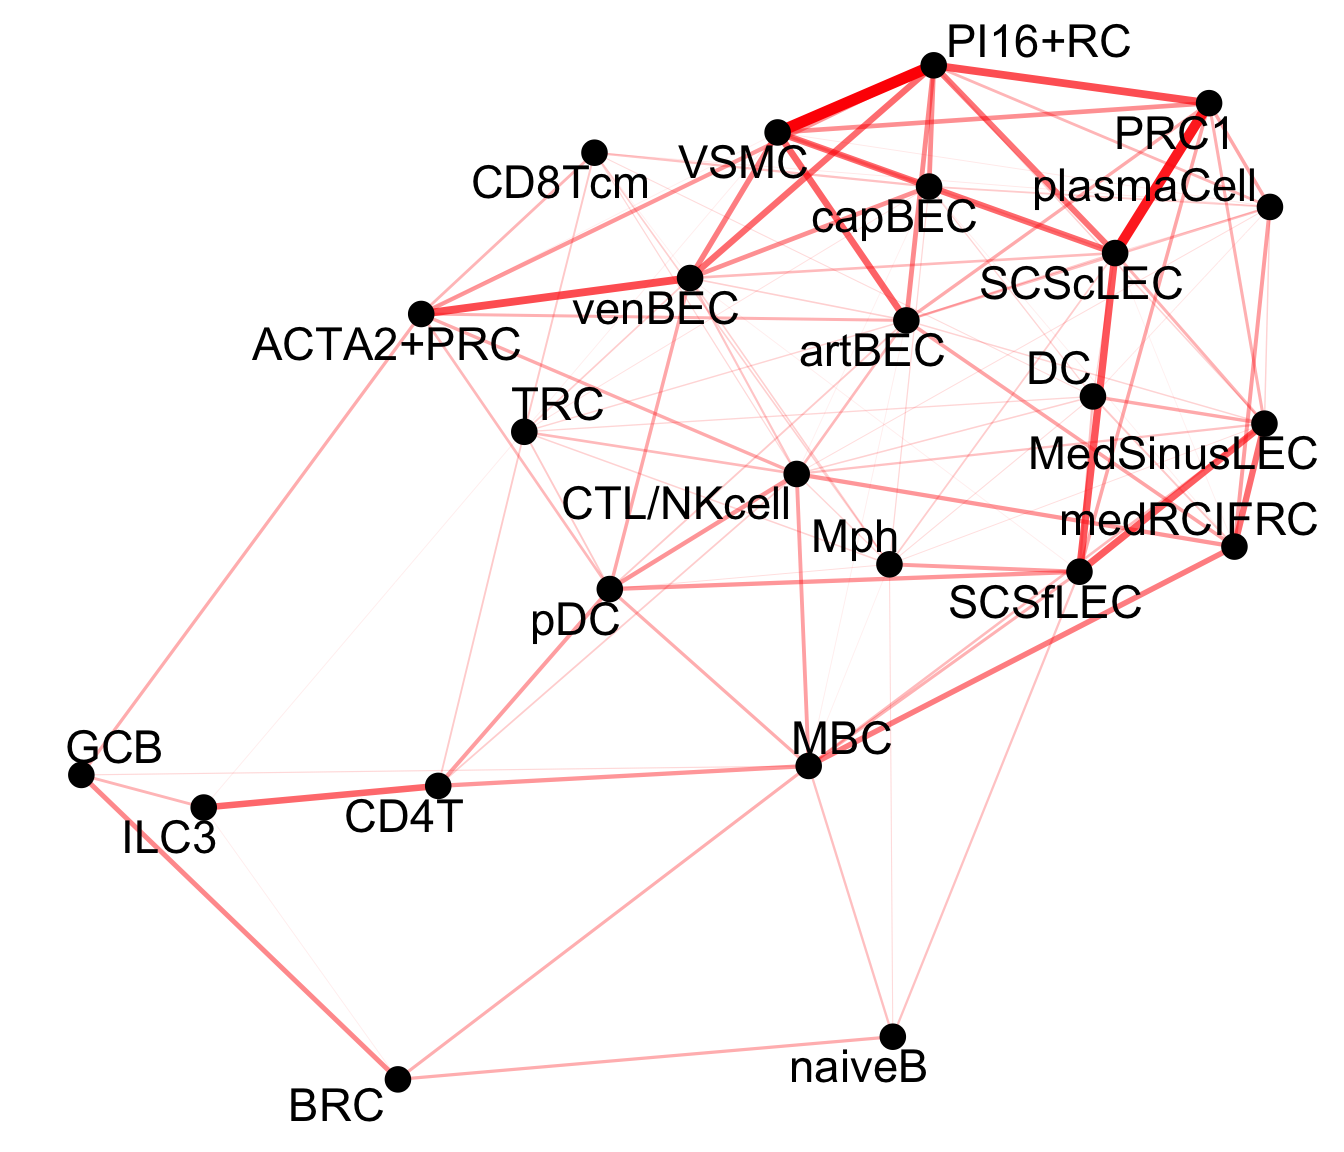 PI16+RC
PRC1
VSMC
CD8Tcm
plasmaCell
capBEC
SCScLEC
venBEC
ACTA2+PRC
artBEC
DC
TRC
MedSinusLEC
CTL/NKcell
medRCIFRC
Mph
SCSfLEC
pDC
MBC
GCB
CD4T
ILC3
naiveB
BRC